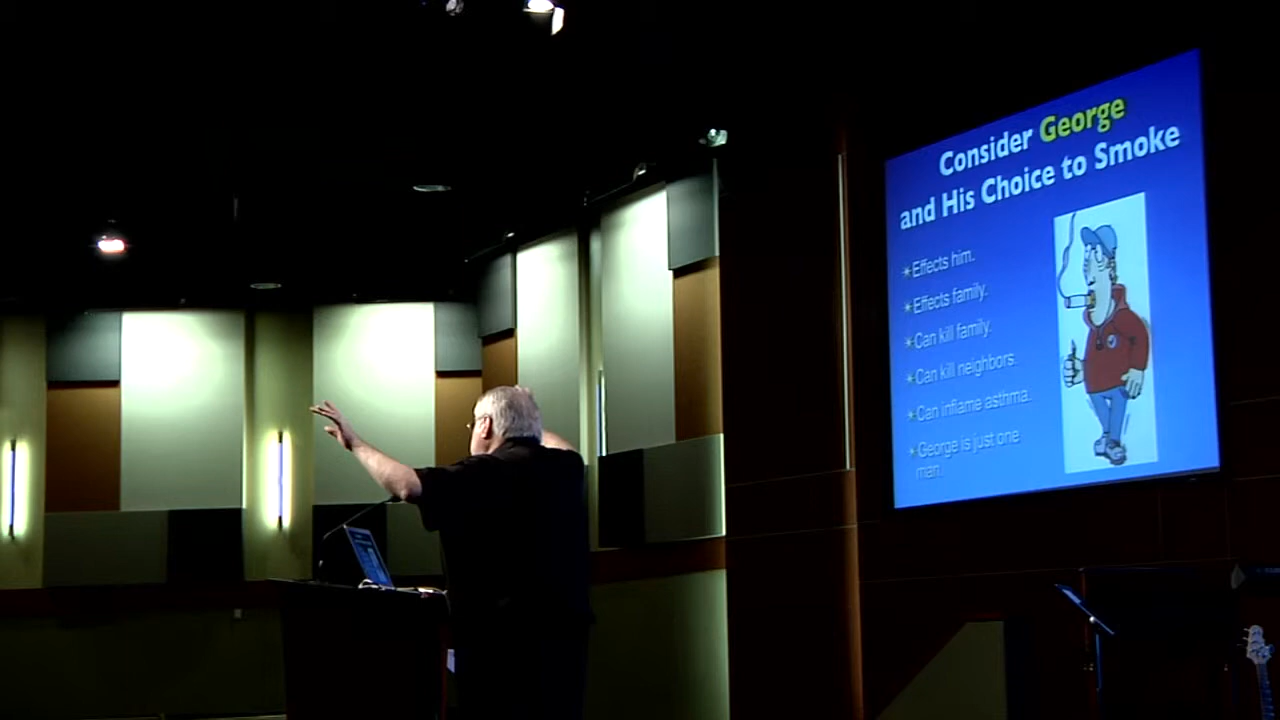 Consider George
and His Choice to Smoke
✶Effects him.
✶Effects family.
✶Can kill family.
✶Can kill neighbors.
✶Can inflame asthma.
✶George is just one
man.